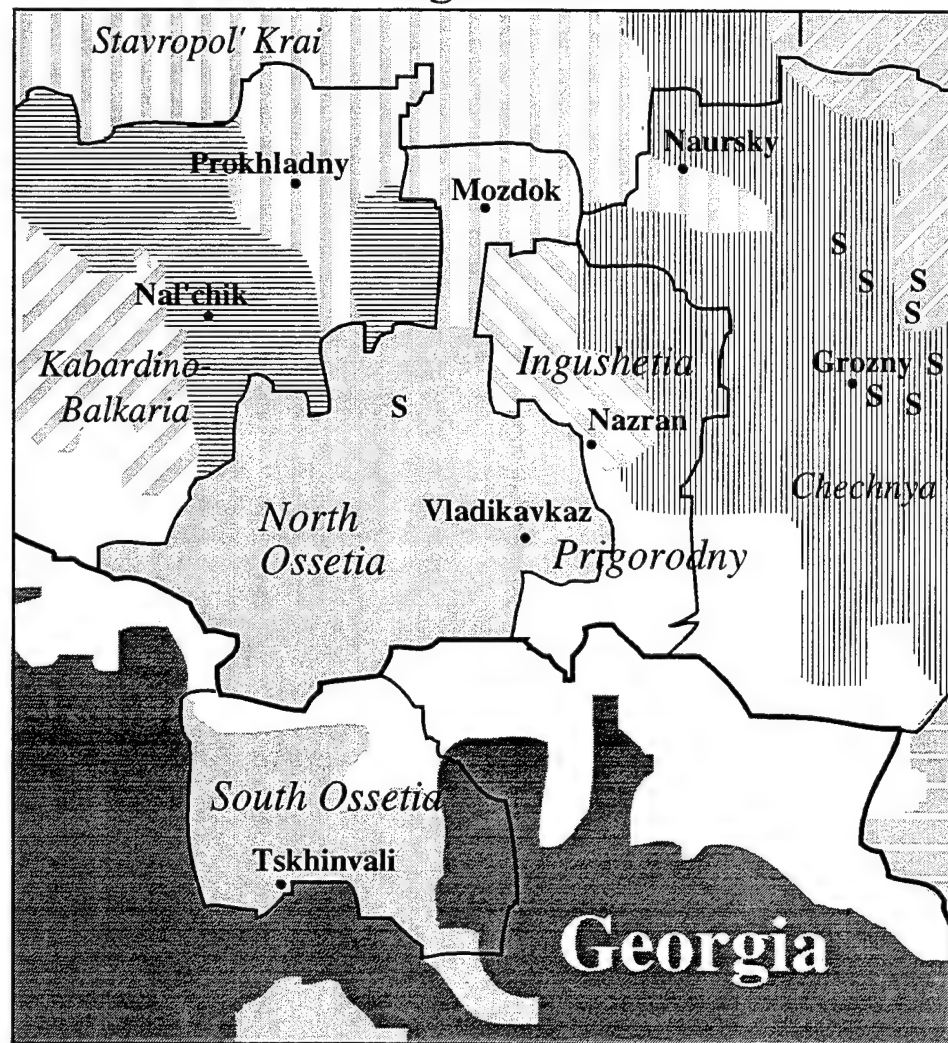 Stavropol' Krai
Prokhladny
Mozdok
Naursky
S
S
S
S
Nal'chik
Kabardino-
Balkaria
Ingushetia
Grozny
S
S
S
S
Nazran
Chechnya
North
Ossetia
Vladikavkaz
Prigorodny
South Ossetia
Tskhinvali
Georgia